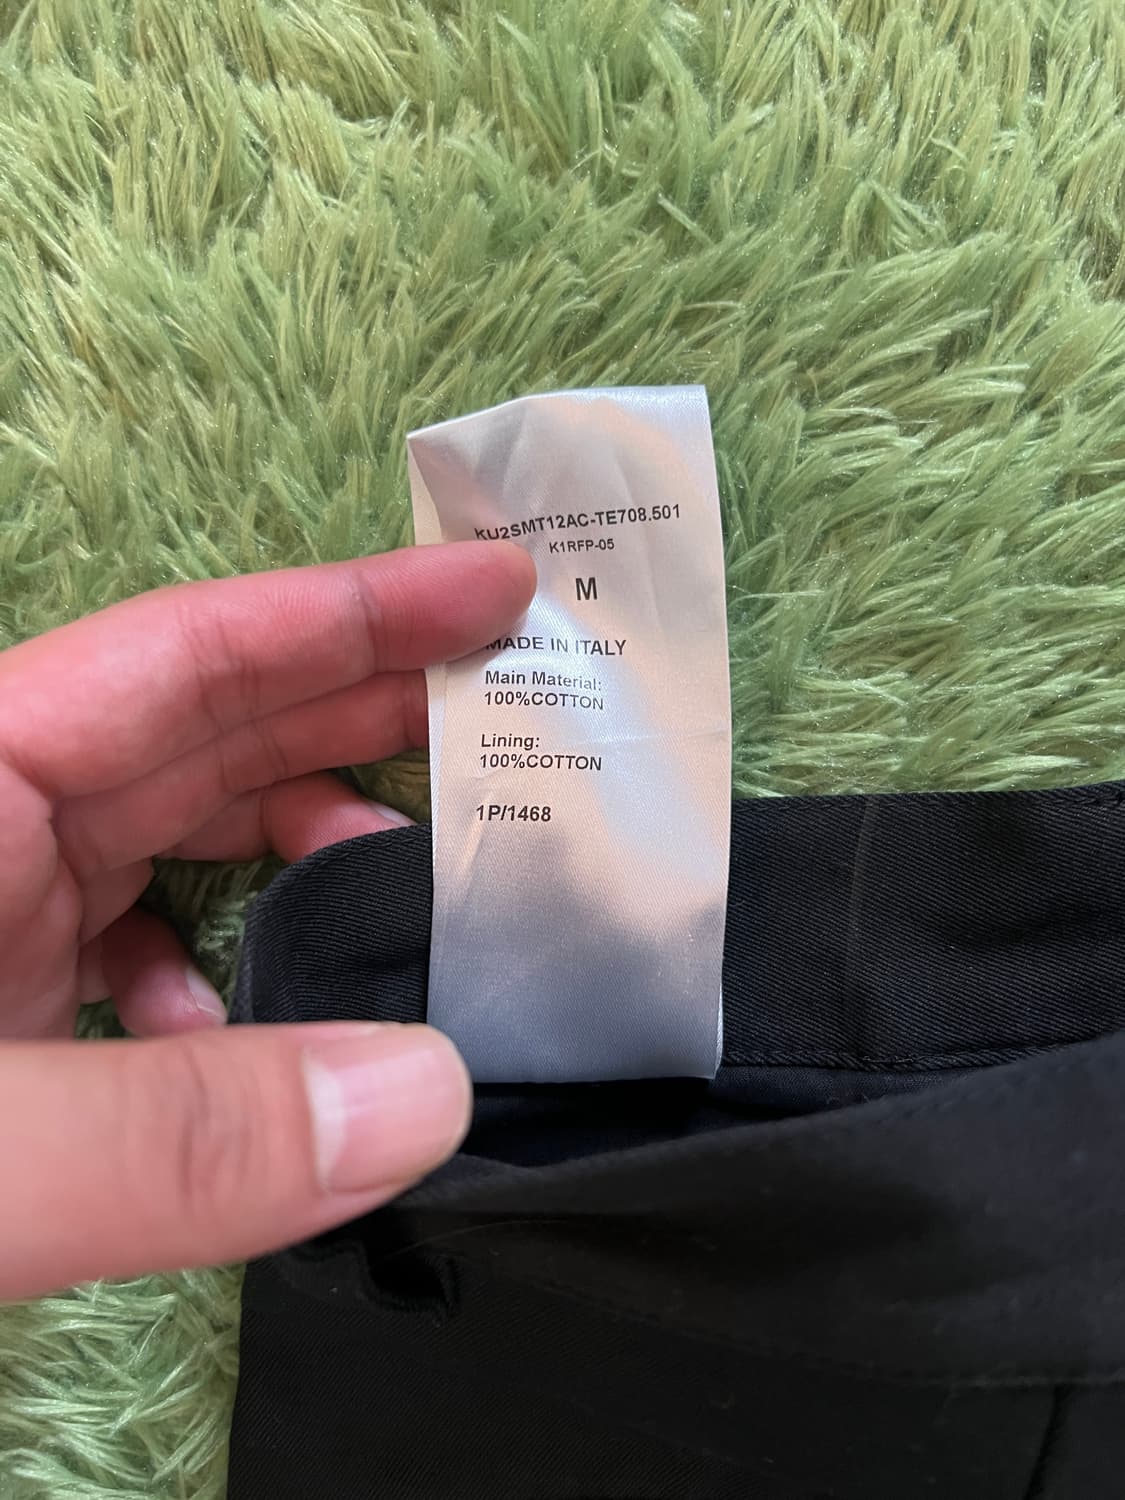 KU2SMT12AC-TE708.501
K1RFP-05
M
MADE IN ITALY
Main Material:
100%COTTON
Lining:
100%COTTON
1P/1468